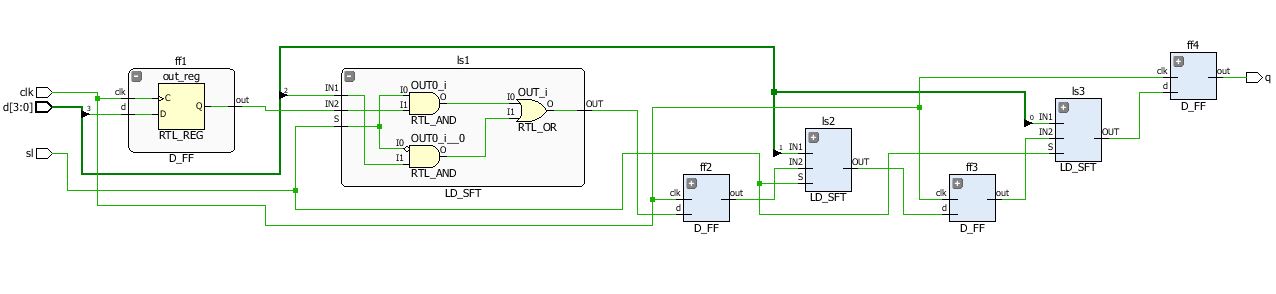 clk
d[3:0]
sl
ff1
out_reg
clk
d
C
D
Q
RTL_REG
out
D_FF
3
2
ls1
IN1
IN2
S
OUT0_i
I0
I1
O
RTL_AND
OUT0_i__0
I0
I1
O
RTL_AND
OUT_i
I0
I1
O
RTL_OR
OUT
LD_SFT
ff2
clk
d
out
D_FF
1
ls2
IN1
IN2
S
OUT
LD_SFT
ff3
clk
d
out
D_FF
0
ls3
IN1
IN2
S
OUT
LD_SFT
ff4
clk
d
out
D_FF
q